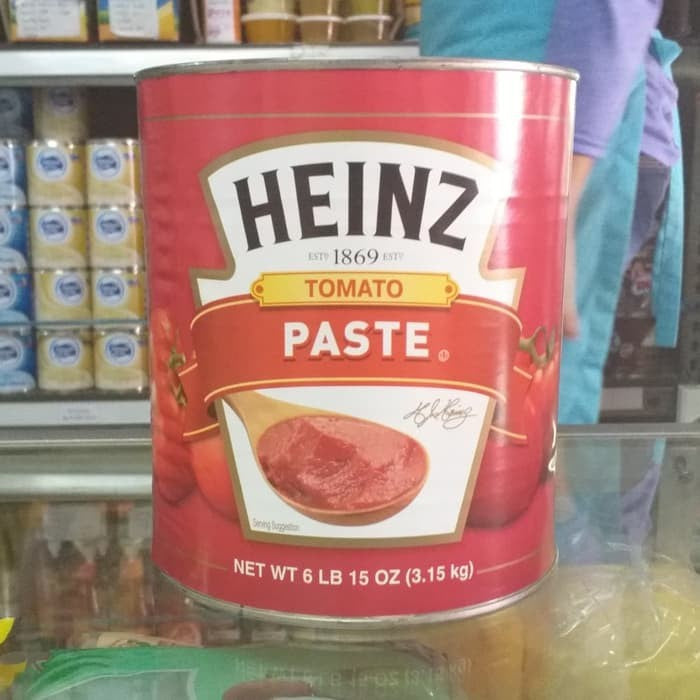 HEINZ
ESTD 1869 ESTD
TOMATO
PASTE
Serving Suggestion
NET WT 6 LB 15 OZ (3.15 kg)